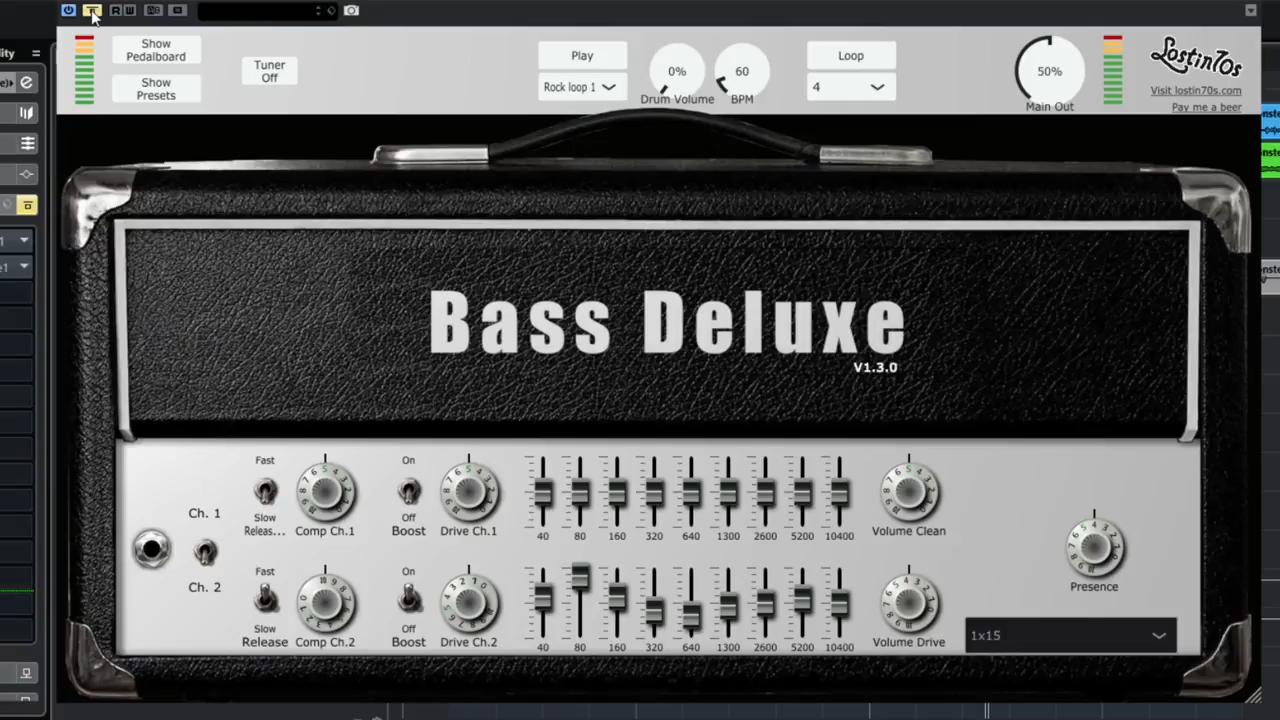 R W
lity
Show
Pedalboard
Show
Presets
Tuner
Off
Play
Rock loop 1
0%
Drum Volume
60
BPM
Loop
4
50%
Main Out
Lostin70s
Visit lostin70s.com
Pay me a beer
Bass Deluxe
V1.3.0
Ch. 1
Ch. 2
Fast
Slow
Releas...
Comp Ch.1
On
Off
Boost
Drive Ch.1
40 80 160 320 640 1300 2600 5200 10400
Volume Clean
Fast
Slow
Release
Comp Ch.2
On
Off
Boost
Drive Ch.2
40 80 160 320 640 1300 2600 5200 10400
Volume Drive
Presence
1x15